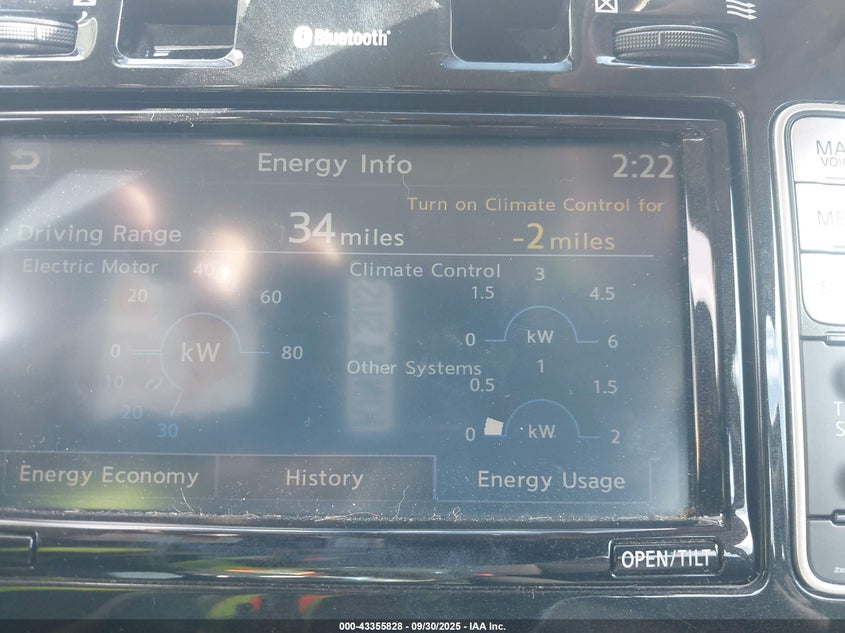 Bluetooth
Energy Info 2:22
Turn on Climate Control for
Driving Range 34 miles -2 miles
Electric Motor 40
20 60
0 kW 80
10
20
30
Climate Control 3
1.5 4.5
0 kW 6
Other Systems 1
0.5 1.5
0 kW 2
Energy Economy History Energy Usage
OPEN/TILT
000-43355828 - 09/30/2025 - IAA Inc.